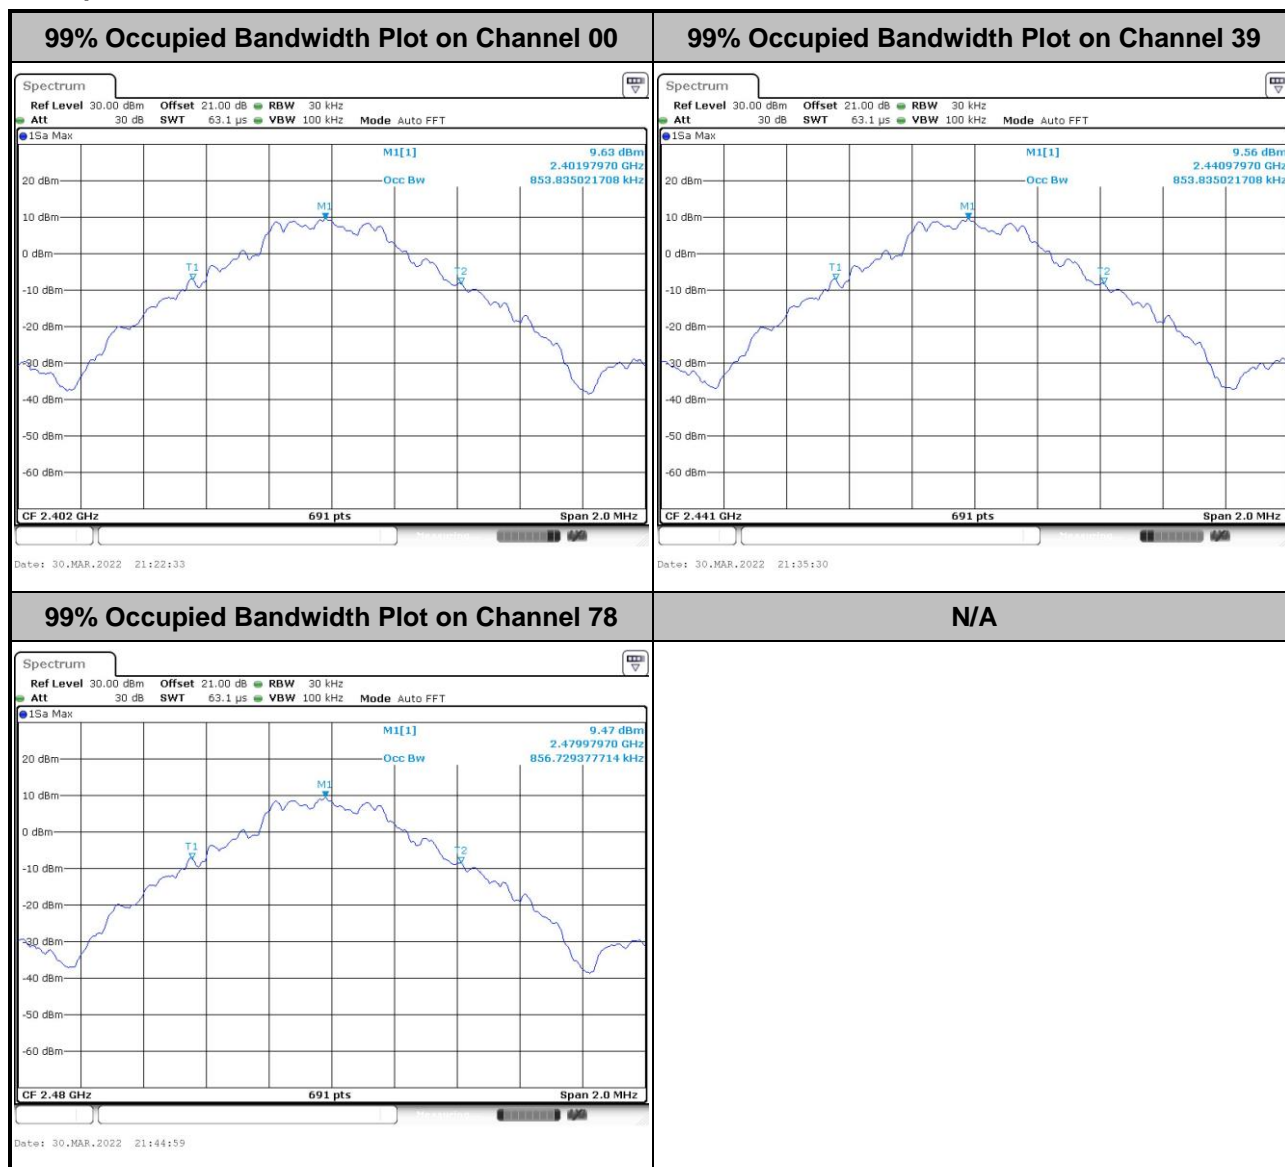 99% Occupied Bandwidth Plot on Channel 00
Spectrum
Ref Level 30.00 dBm Offset 21.00 dB RBW 30 kHz
Att 30 dB SWT 63.1 µs VBW 100 kHz Mode Auto FFT
1Sa Max
M1[1] 9.63 dBm
2.40197970 GHz
Occ Bw 853.835021708 kHz
20 dBm
M1
10 dBm
0 dBm
T1
T2
-10 dBm
-20 dBm
-30 dBm
-40 dBm
-50 dBm
-60 dBm
CF 2.402 GHz 691 pts Span 2.0 MHz
Measuring
Date: 30.MAR.2022 21:22:33
99% Occupied Bandwidth Plot on Channel 39
Spectrum
Ref Level 30.00 dBm Offset 21.00 dB RBW 30 kHz
Att 30 dB SWT 63.1 µs VBW 100 kHz Mode Auto FFT
1Sa Max
M1[1] 9.56 dBm
2.44097970 GHz
Occ Bw 853.835021708 kHz
20 dBm
M1
10 dBm
0 dBm
T1
T2
-10 dBm
-20 dBm
-30 dBm
-40 dBm
-50 dBm
-60 dBm
CF 2.441 GHz 691 pts Span 2.0 MHz
Measuring
Date: 30.MAR.2022 21:35:30
99% Occupied Bandwidth Plot on Channel 78
N/A
Spectrum
Ref Level 30.00 dBm Offset 21.00 dB RBW 30 kHz
Att 30 dB SWT 63.1 µs VBW 100 kHz Mode Auto FFT
1Sa Max
M1[1] 9.47 dBm
2.47997970 GHz
Occ Bw 856.729377714 kHz
20 dBm
M1
10 dBm
0 dBm
T1
T2
-10 dBm
-20 dBm
-30 dBm
-40 dBm
-50 dBm
-60 dBm
CF 2.48 GHz 691 pts Span 2.0 MHz
Measuring
Date: 30.MAR.2022 21:44:59